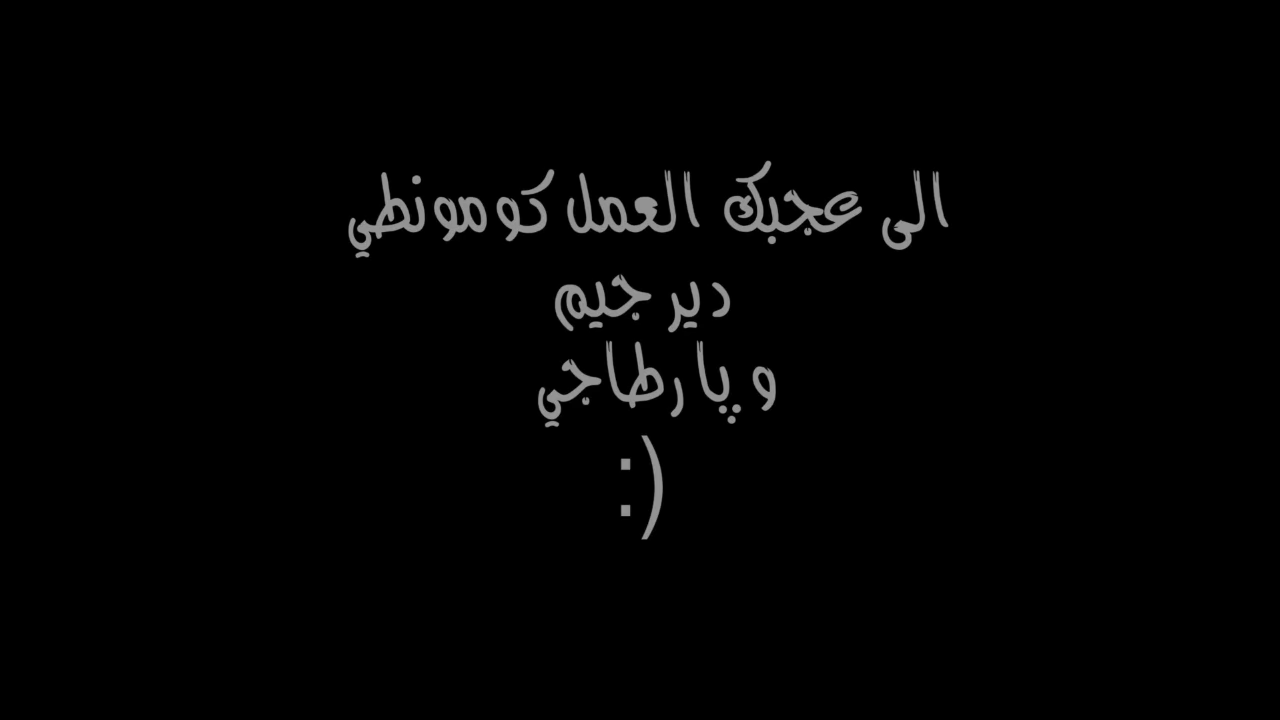 الى عجبك العمل كومونطي
دير جيم
و پارطاجي
:)